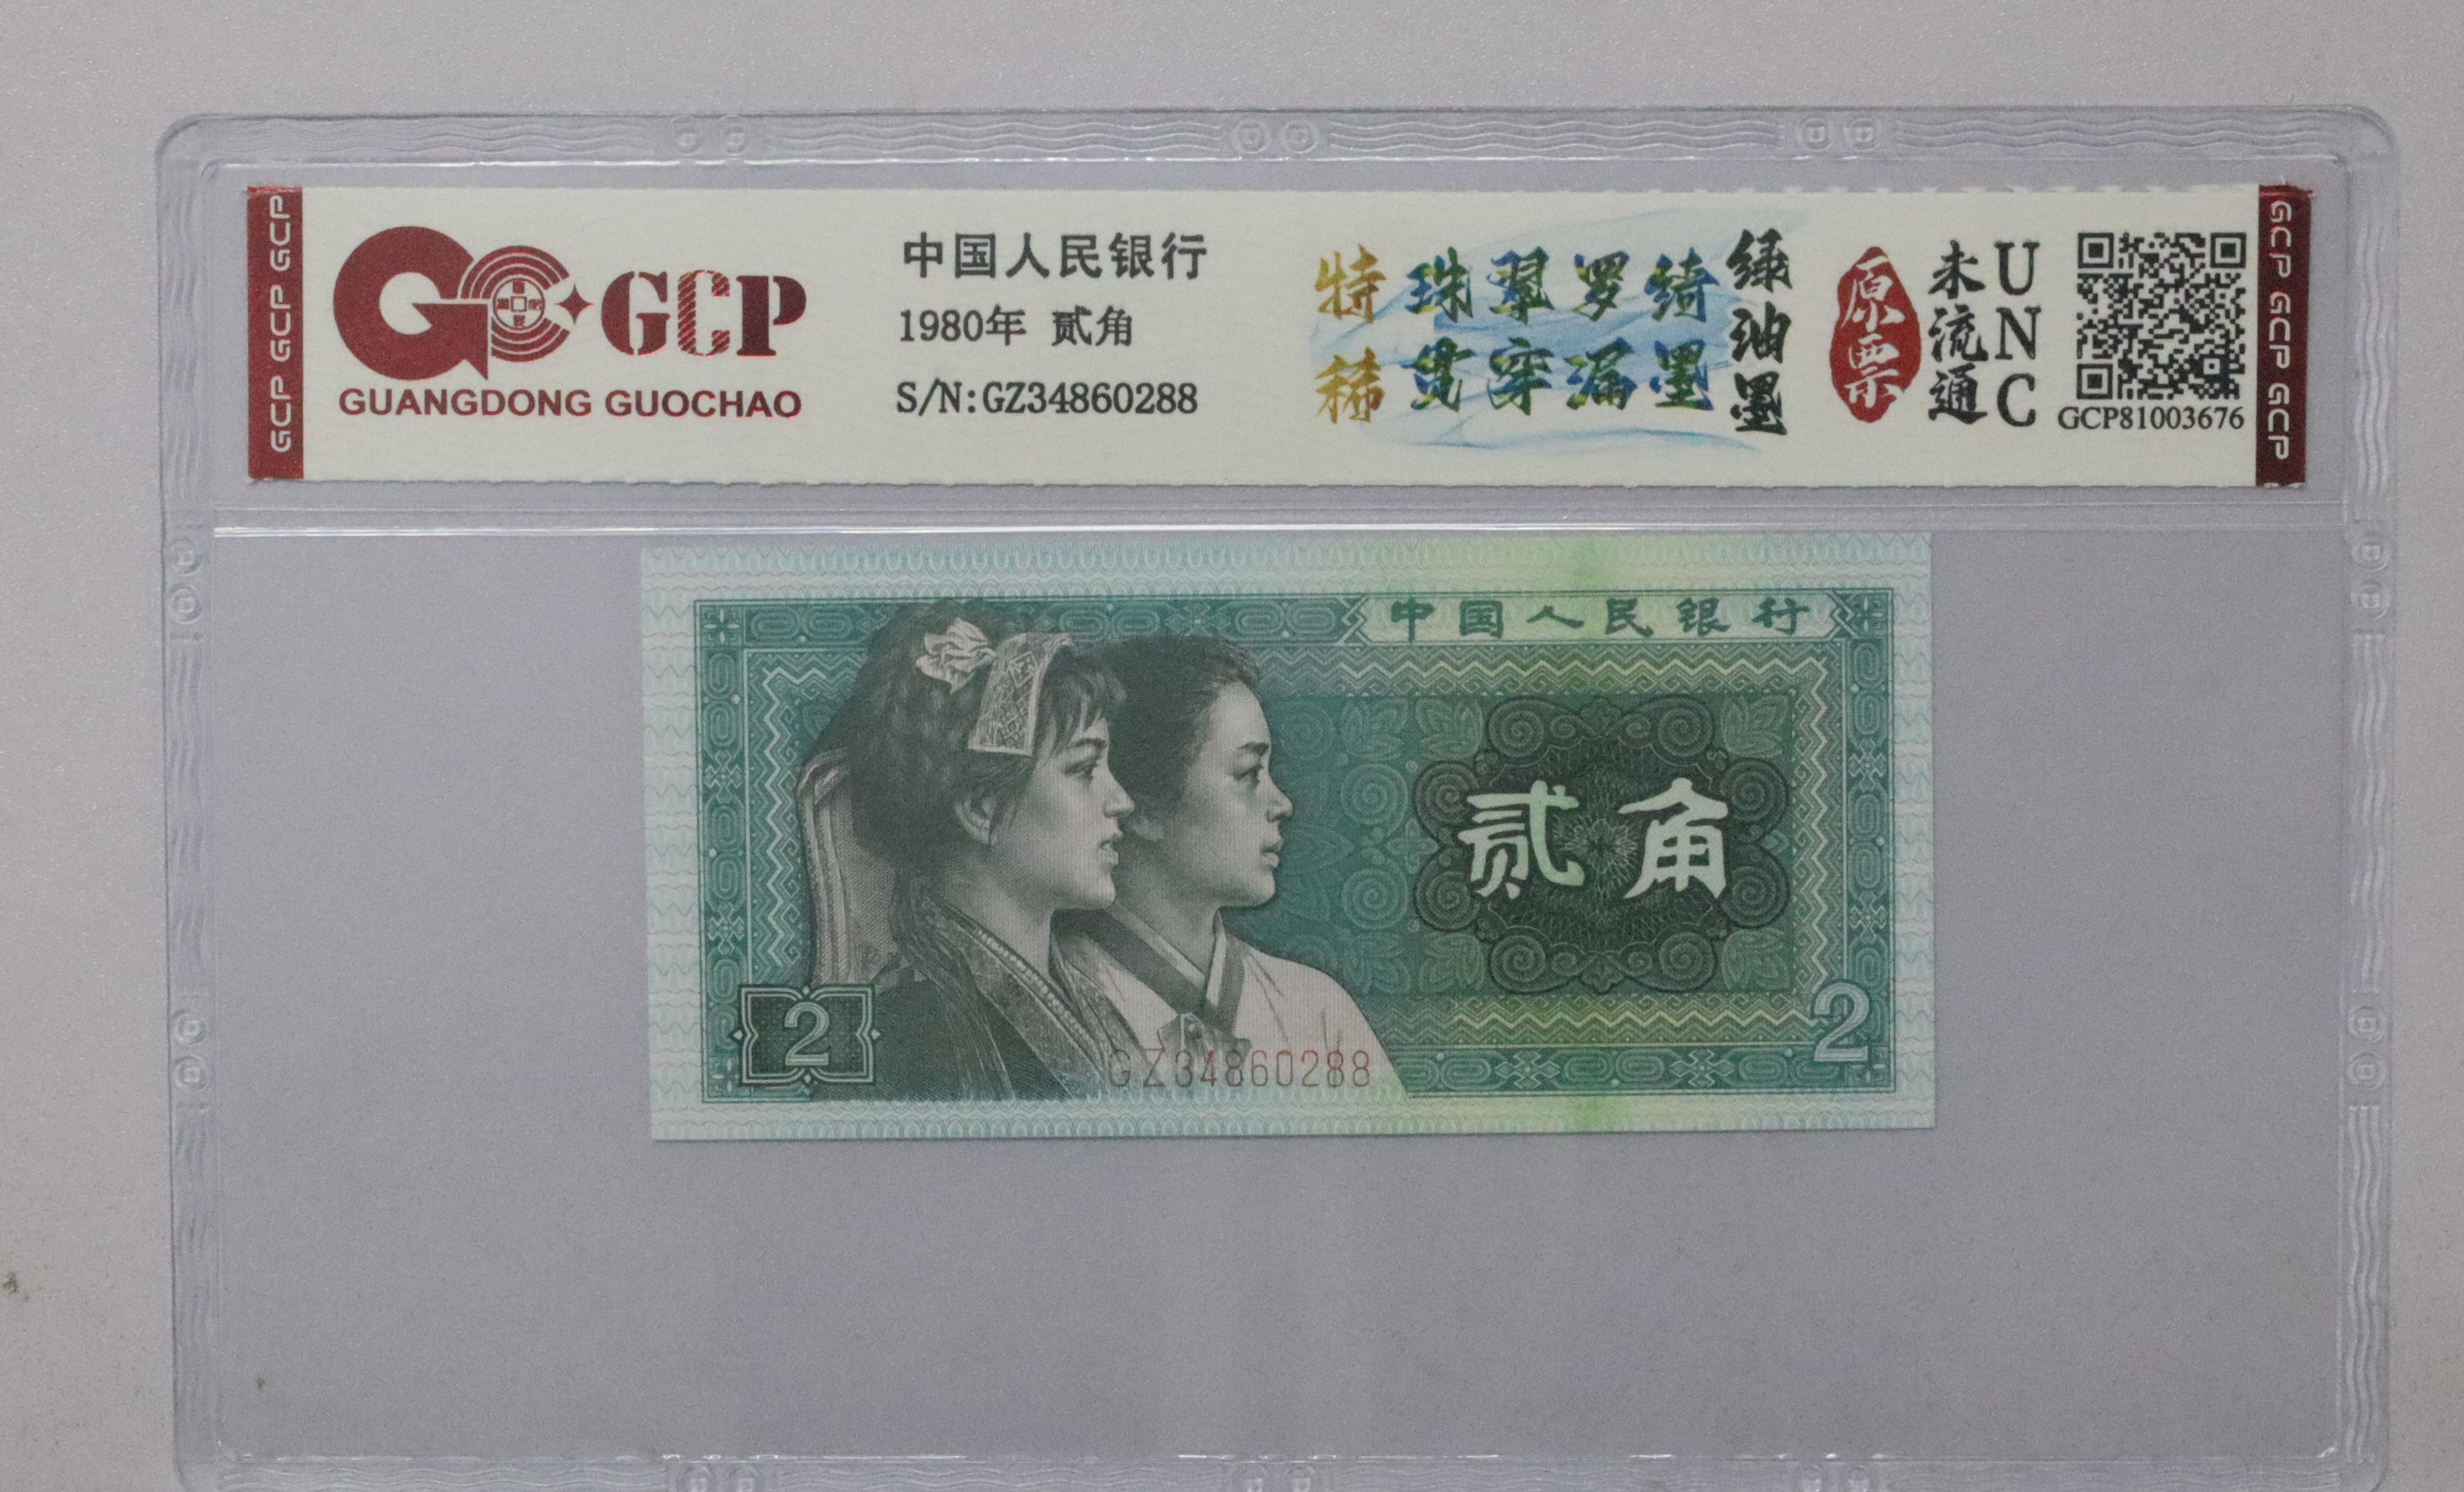 GCP GCP GCP
GCP
GUANGDONG GUOCHAO
中国人民银行
1980年 贰角
S/N:GZ34860288
特稀
珠翠罗绮
贯穿漏墨
绿油墨
原票
未流通
UNC
GCP81003676
GCP GCP GCP
中国人民银行
贰角
2
2
GZ34860288